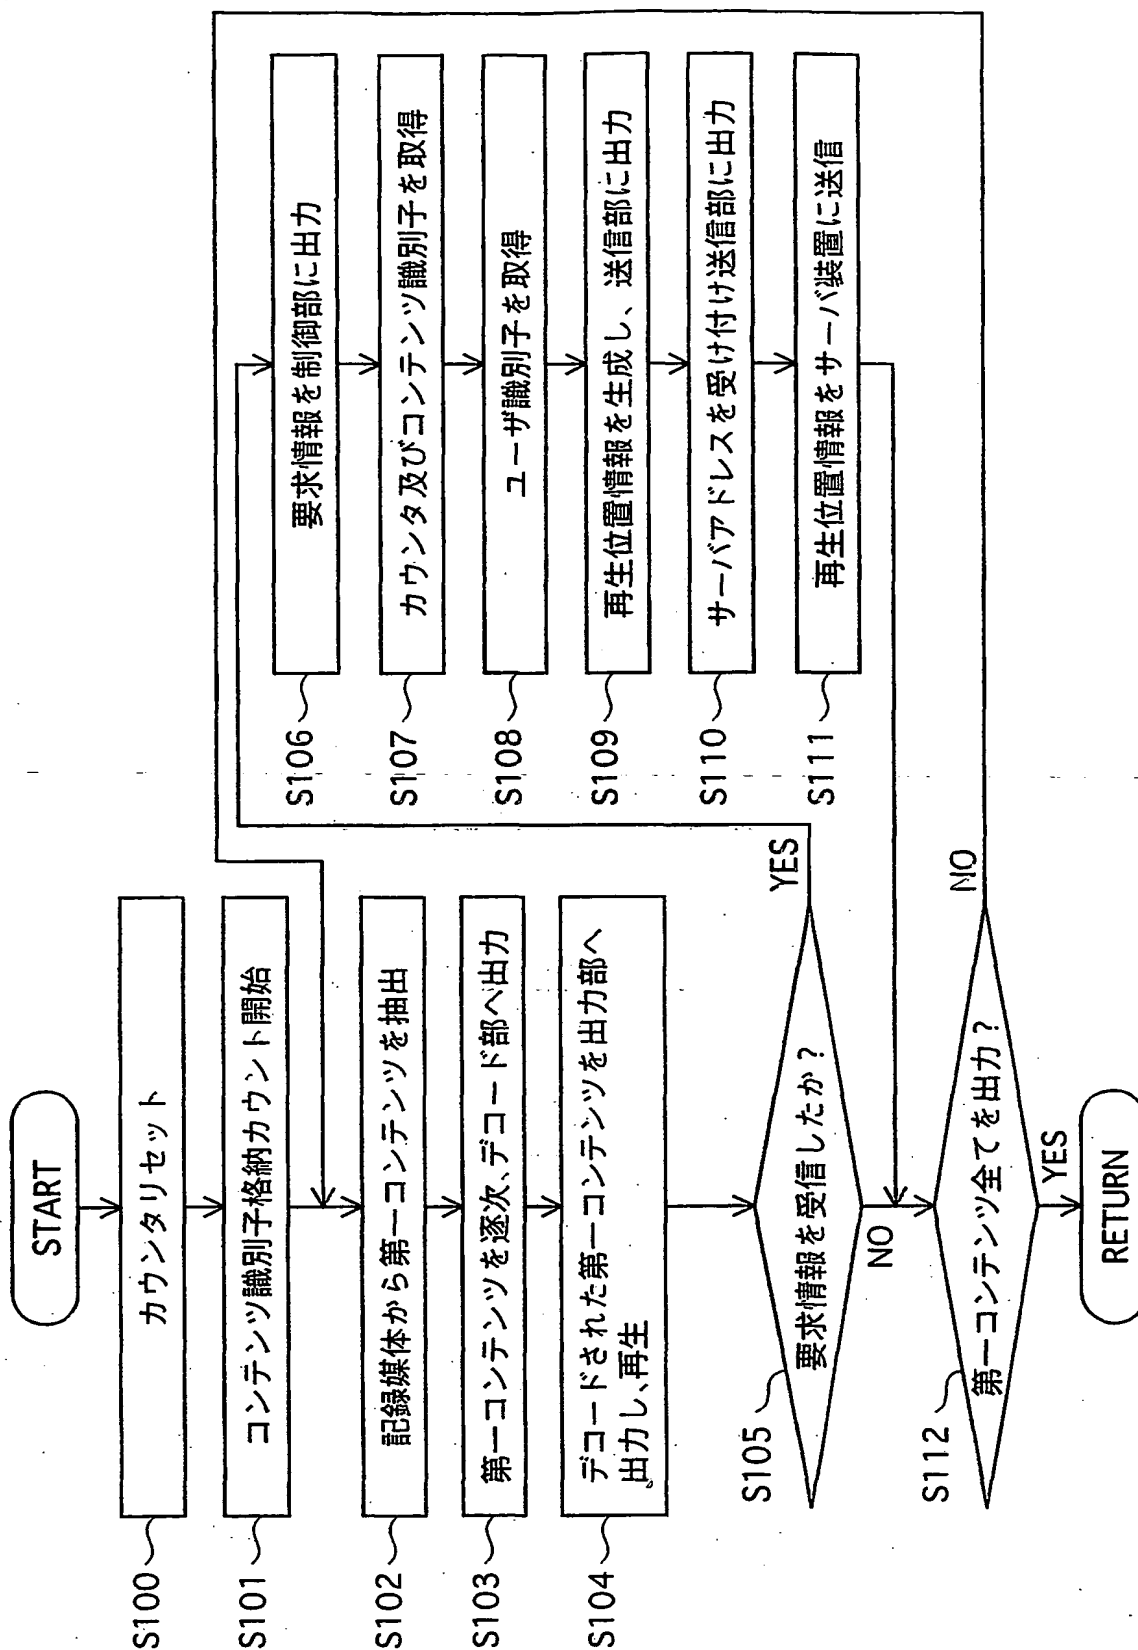 START
S100
カウンタリセット
S101
コンテンツ識別子格納カウント開始
S102
記録媒体から第一コンテンツを抽出
S103
第一コンテンツを逐次、デコード部へ出力
S104
デコードされた第一コンテンツを出力部へ
出力し、再生
S105
要求情報を受信したか?
YES
NO
S106
要求情報を制御部に出力
S107
カウンタ及びコンテンツ識別子を取得
S108
ユーザ識別子を取得
S109
再生位置情報を生成し、送信部に出力
S110
サーバアドレスを受け付け送信部に出力
S111
再生位置情報をサーバ装置に送信
S112
第一コンテンツ全てを出力?
NO
YES
RETURN